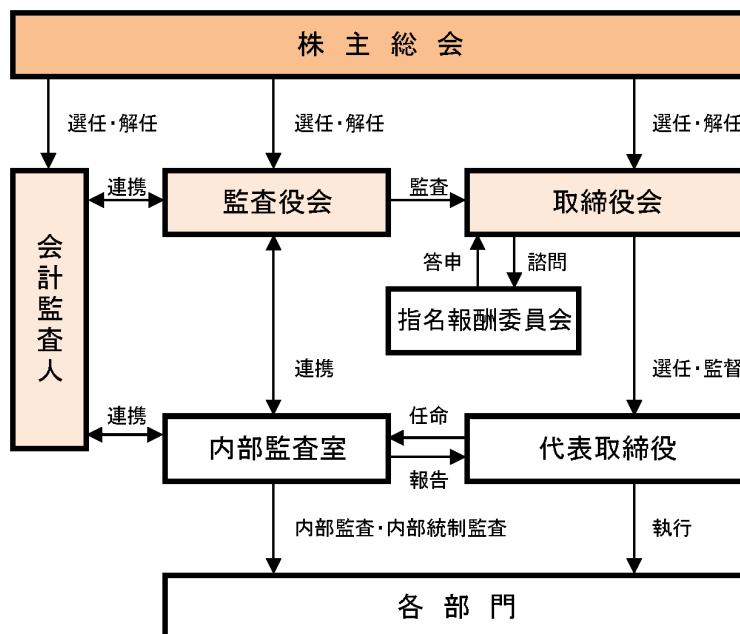 株主総会
選任・解任
選任・解任
選任・解任
連携
監査役会
監査
取締役会
会計監査人
答申
諮問
指名報酬委員会
連携
選任・監督
連携
任命
内部監査室
代表取締役
報告
内部監査・内部統制監査
執行
各部門